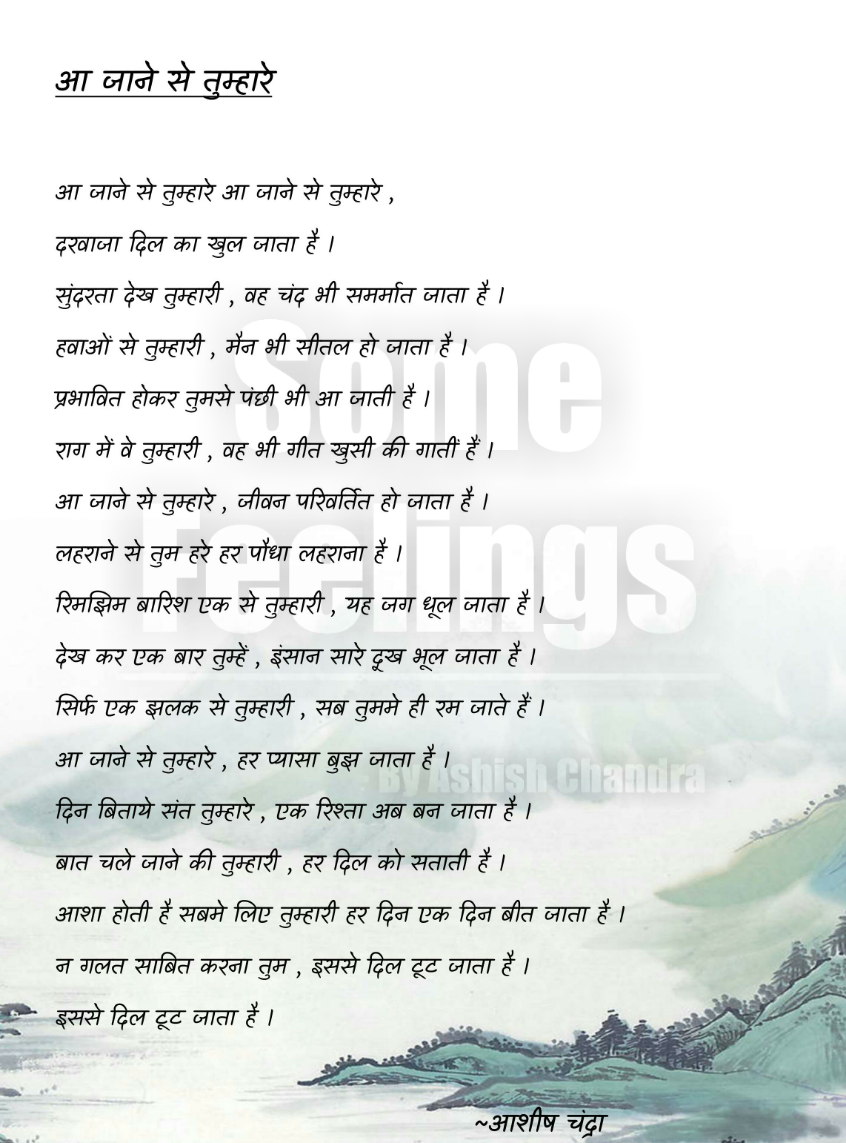 आ जाने से तुम्हारे
आ जाने से तुम्हारे आ जाने से तुम्हारे ,
दरवाजा दिल का खुल जाता है ।
सुंदरता देख तुम्हारी , वह चंद भी समर्मात जाता है ।
हवाओं से तुम्हारी , मैन भी सीतल हो जाता है ।
प्रभावित होकर तुमसे पंछी भी आ जाती है ।
राग में वे तुम्हारी , वह भी गीत खुसी की गातीं हैं ।
आ जाने से तुम्हारे , जीवन परिवर्तित हो जाता है ।
लहराने से तुम हरे हर पौधा लहराना है ।
रिमझिम बारिश एक से तुम्हारी , यह जग धूल जाता है ।
देख कर एक बार तुम्हें , इंसान सारे दूख भूल जाता है ।
सिर्फ एक झलक से तुम्हारी , सब तुममे ही रम जाते हैं ।
आ जाने से तुम्हारे , हर प्यासा बुझ जाता है ।
दिन बिताये संत तुम्हारे , एक रिश्ता अब बन जाता है ।
बात चले जाने की तुम्हारी , हर दिल को सताती है ।
आशा होती है सबमे लिए तुम्हारी हर दिन एक दिन बीत जाता है ।
न गलत साबित करना तुम , इससे दिल टूट जाता है ।
इससे दिल टूट जाता है ।
~आशीष चंद्रा
Some
Feelings
By Ashish Chandra